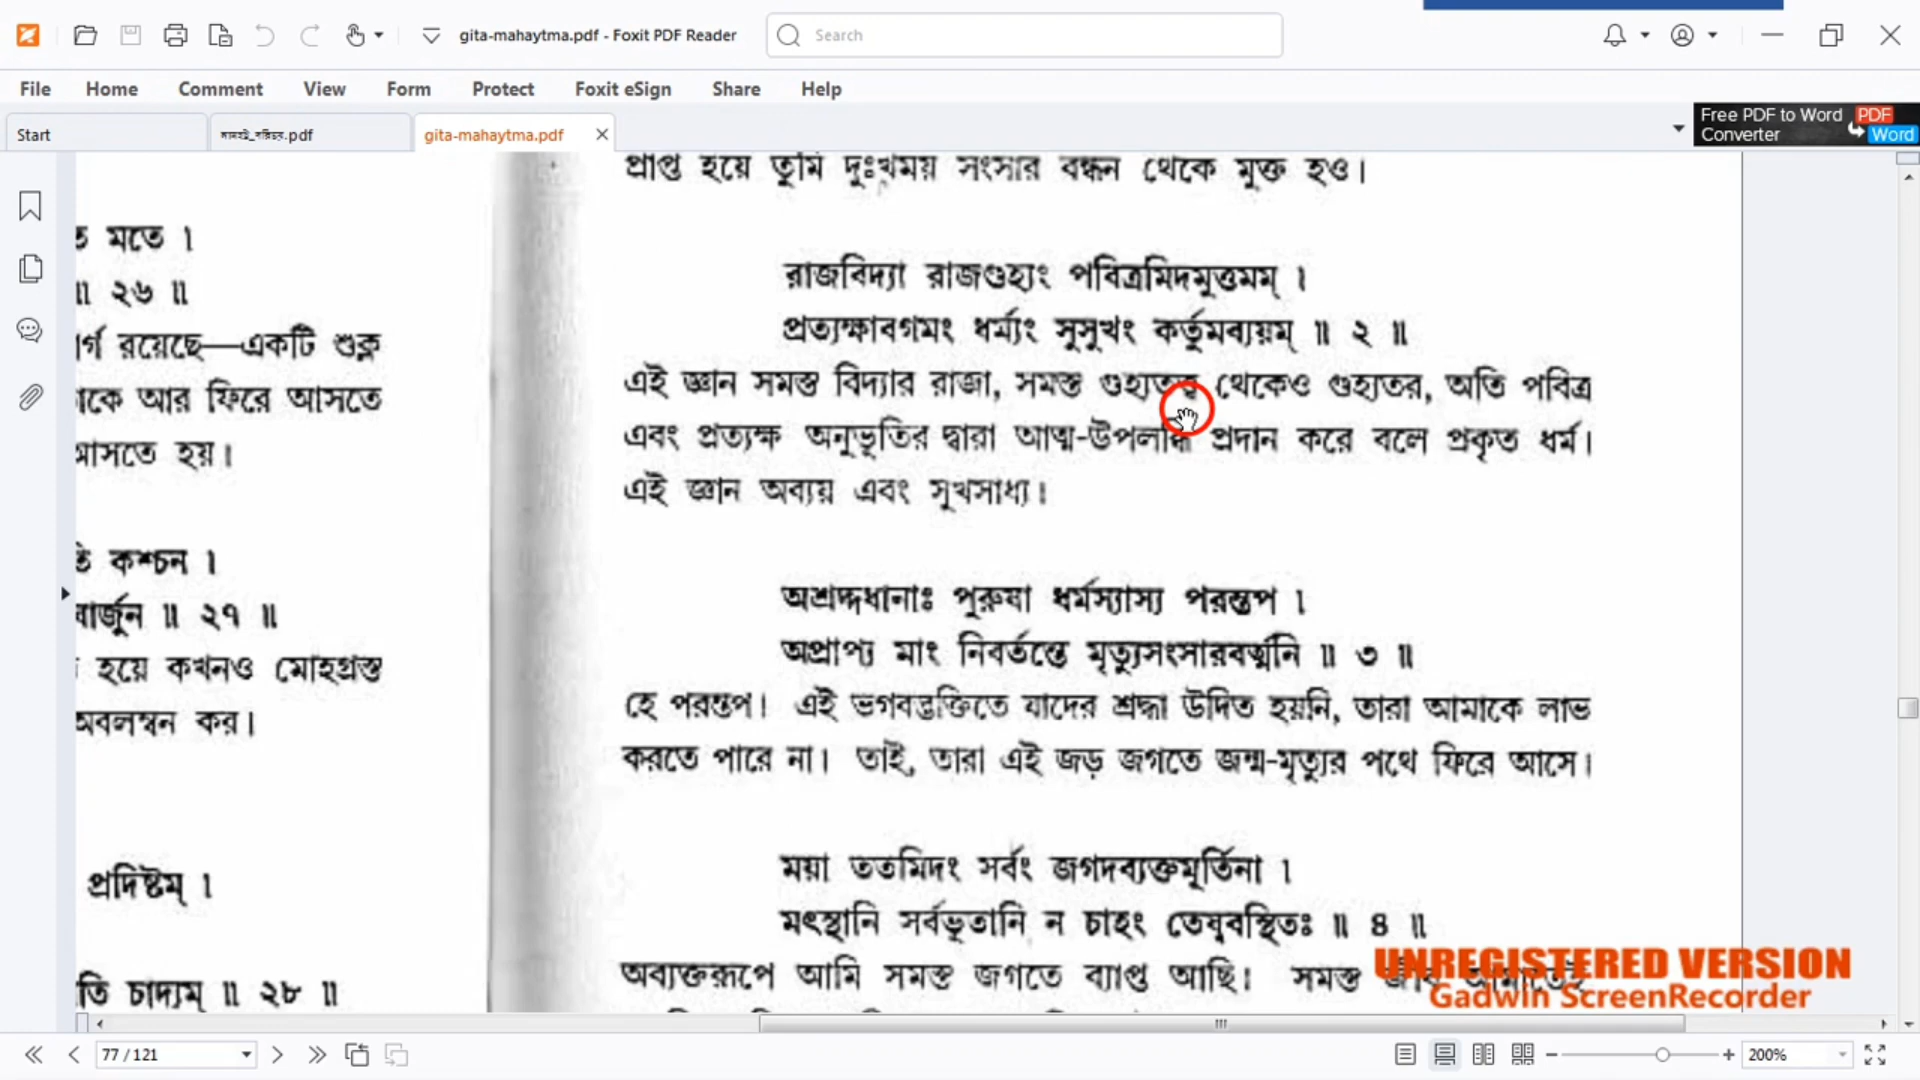 gita-mahaytma.pdf - Foxit PDF Reader
Search
File Home Comment View Form Protect Foxit eSign Share Help
Start
.pdf
gita-mahaytma.pdf
Free PDF to Word
Converter
PDF
Word
মতে ।
॥ ২৬ ॥
রয়েছে—একটি শুক্ল
আর ফিরে আসতে
আসতে হয়।
কশ্চন ।
॥ ২৭ ॥
হয়ে কখনও মোহগ্রস্ত
অবলম্বন কর।
প্রদিষ্টম্ ।
চাদ্যম্ ॥ ২৮ ॥
প্রাপ্ত হয়ে তুমি দুঃখময় সংসার বন্ধন থেকে মুক্ত হও।
রাজবিদ্যা রাজগুহ্যং পবিত্রমিদমুত্তমম্ ।
প্রত্যক্ষাবগমং ধর্ম্যং সুসুখং কর্তুমব্যয়ম্ ॥ ২ ॥
এই জ্ঞান সমস্ত বিদ্যার রাজা, সমস্ত গুহ্যতত্ত্ব থেকেও গুহ্যতর, অতি পবিত্র
এবং প্রত্যক্ষ অনুভূতির দ্বারা আত্ম-উপলব্ধি প্রদান করে বলে প্রকৃত ধর্ম।
এই জ্ঞান অব্যয় এবং সুখসাধ্য।
অশ্রদ্দধানাঃ পুরুষা ধর্মস্যাস্য পরন্তপ ।
অপ্রাপ্য মাং নিবর্তন্তে মৃত্যুসংসারবর্ত্মনি ॥ ৩ ॥
হে পরন্তপ। এই ভগবদ্ভক্তিতে যাদের শ্রদ্ধা উদিত হয়নি, তারা আমাকে লাভ
করতে পারে না। তাই, তারা এই জড় জগতে জন্ম-মৃত্যুর পথে ফিরে আসে।
ময়া ততমিদং সর্বং জগদব্যক্তমূর্তিনা ।
মৎস্থানি সর্বভূতানি ন চাহং তেষ্ববস্থিতঃ ॥ ৪ ॥
অব্যক্তরূপে আমি সমস্ত জগতে ব্যাপ্ত আছি। সমস্ত
UNREGISTERED VERSION
Gadwin ScreenRecorder
77 / 121
200%